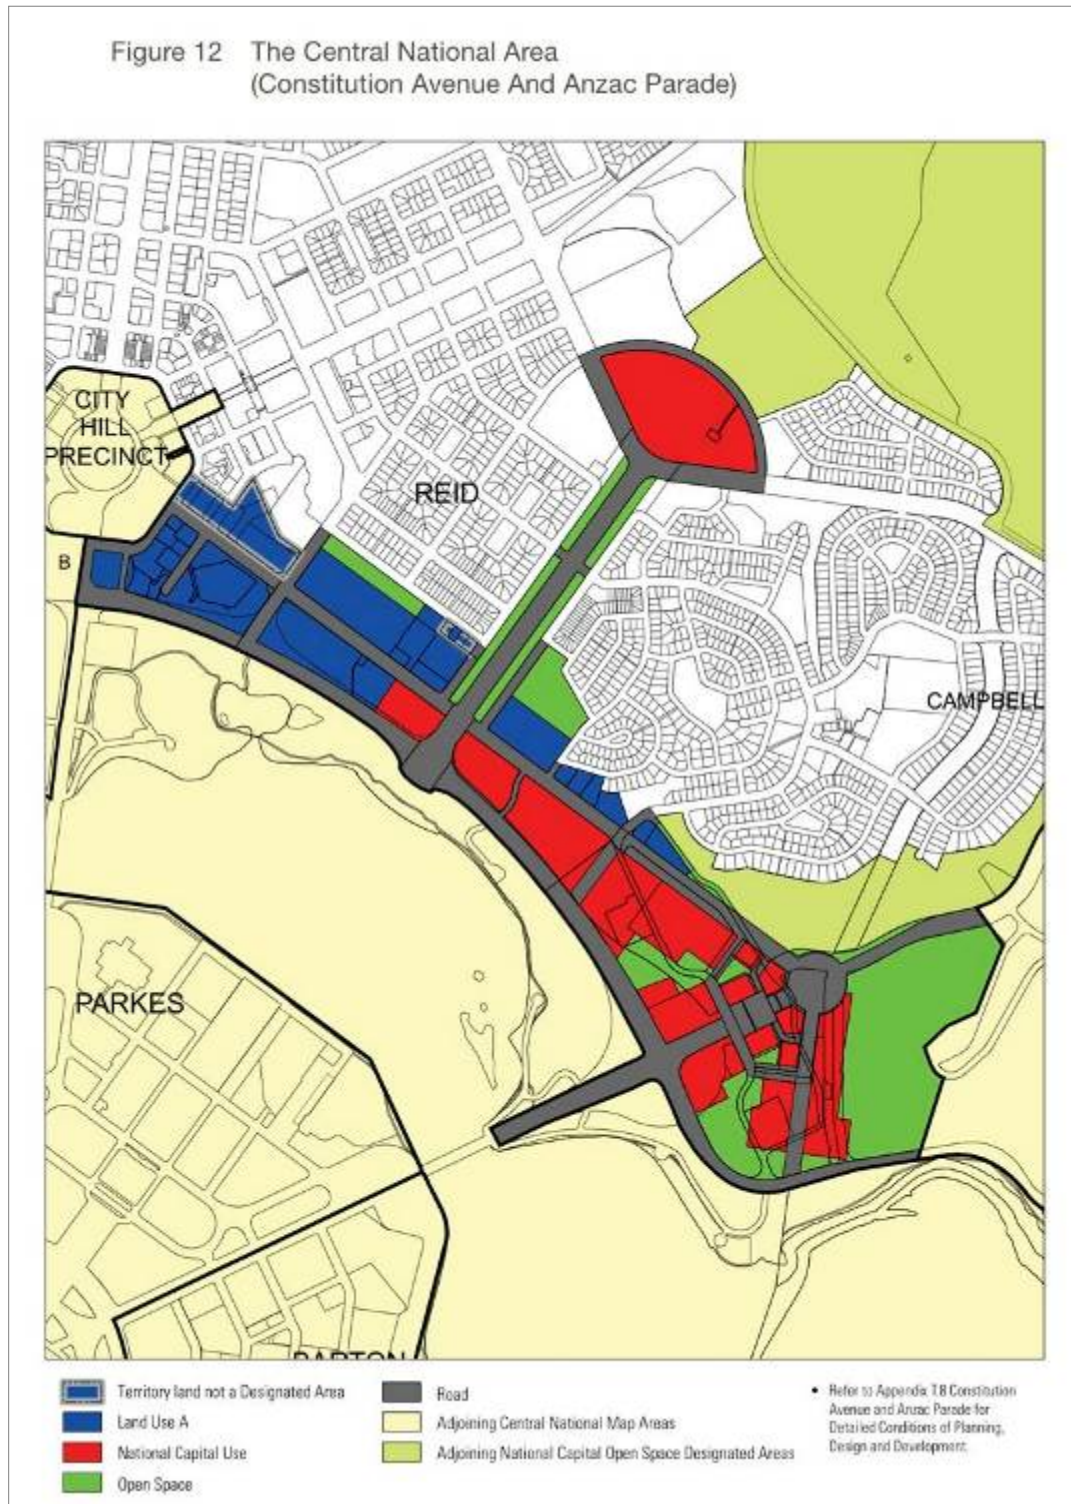 Figure 12 The Central National Area
(Constitution Avenue And Anzac Parade)
CITY
HILL
PRECINCT
REID
B
CAMPBELL
PARKES
BARTON
Territory land not a Designated Area
Land Use A
National Capital Use
Open Space
Road
Adjoining Central National Map Areas
Adjoining National Capital Open Space Designated Areas
• Refer to Appendix T.8 Constitution
Avenue and Anzac Parade for
Detailed Conditions of Planning,
Design and Development.